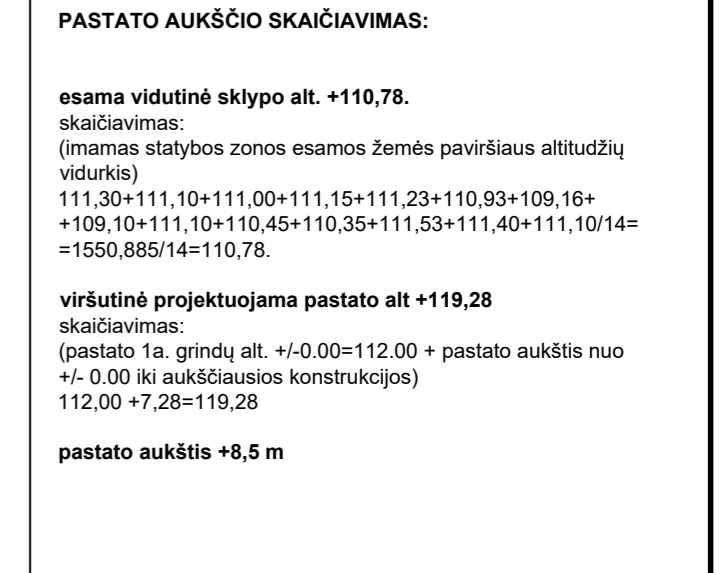 PASTATO AUKŠČIO SKAIČIAVIMAS:
esama vidutinė sklypo alt. +110,78.
skaičiavimas:
(imamas statybos zonos esamos žemės paviršiaus altitudžių
vidurkis)
111,30+111,10+111,00+111,15+111,23+110,93+109,16+
+109,10+111,10+110,45+110,35+111,53+111,40+111,10/14=
=1550,885/14=110,78.
viršutinė projektuojama pastato alt +119,28
skaičiavimas:
(pastato 1a. grindų alt. +/-0.00=112.00 + pastato aukštis nuo
+/- 0.00 iki aukščiausios konstrukcijos)
112,00 +7,28=119,28
pastato aukštis +8,5 m